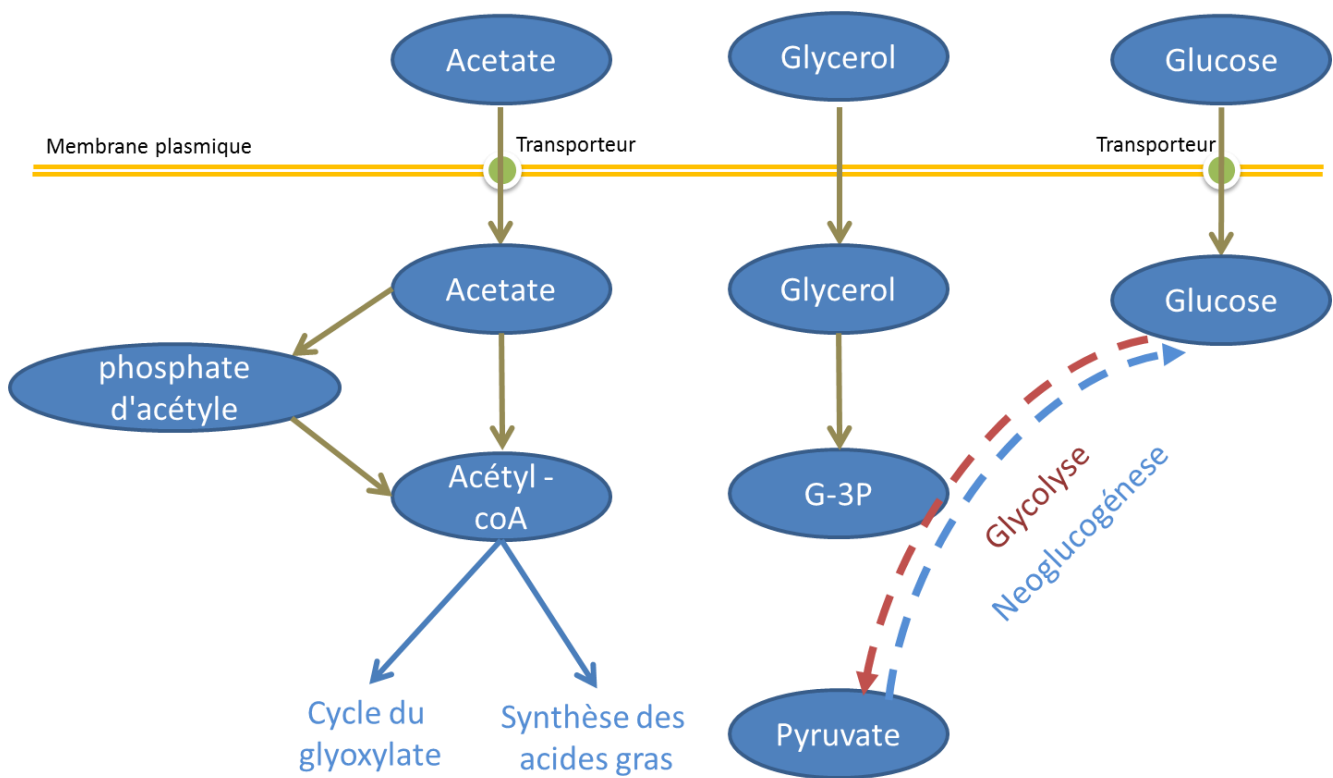 Acetate
Glycerol
Glucose
Membrane plasmique
Transporteur
Transporteur
Acetate
Glycerol
Glucose
phosphate
d'acétyle
Acétyl -
coA
G-3P
Glycolyse
Neoglucogénese
Cycle du
glyoxylate
Synthèse des
acides gras
Pyruvate